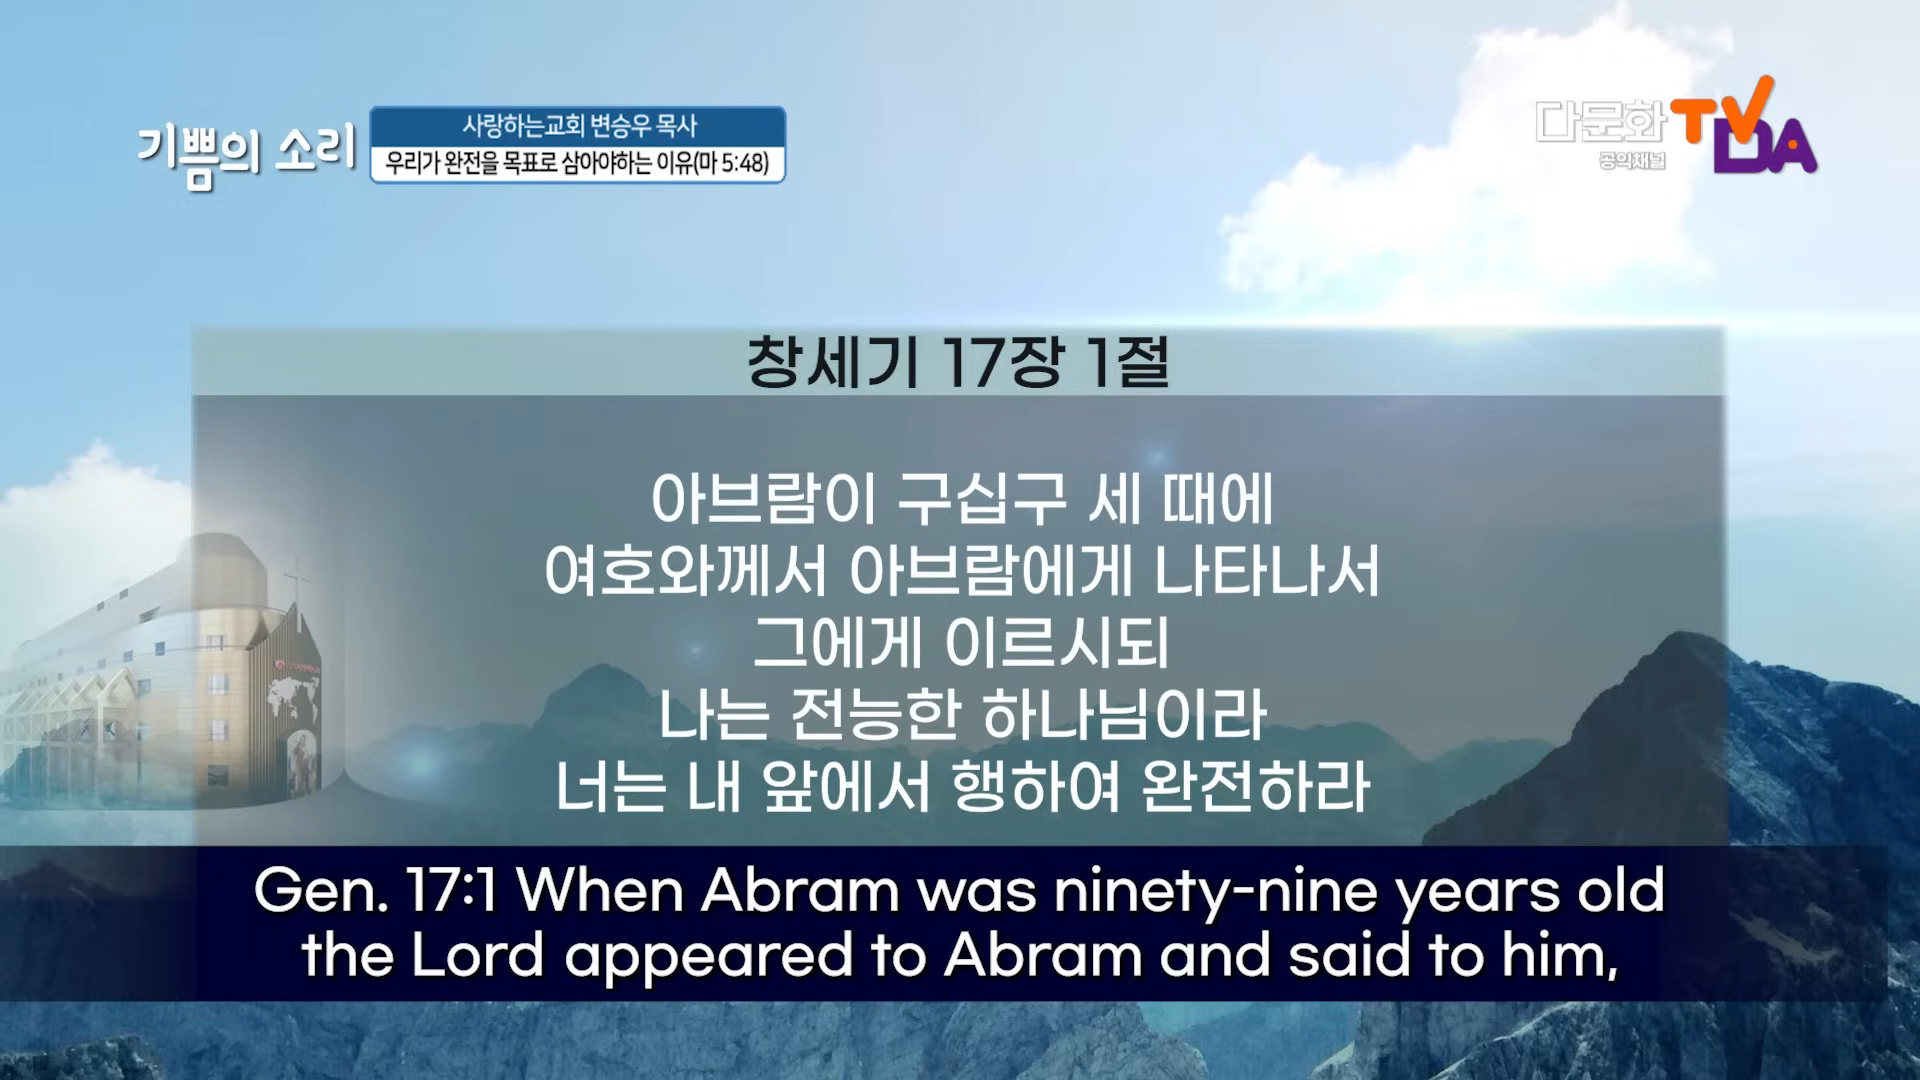 기쁨의 소리
사랑하는교회 변승우 목사
우리가 완전을 목표로 삼아야하는 이유(마 5:48)
다문화 TV
DA
공익채널
창세기 17장 1절
아브람이 구십구 세 때에
여호와께서 아브람에게 나타나서
그에게 이르시되
나는 전능한 하나님이라
너는 내 앞에서 행하여 완전하라
Gen. 17:1 When Abram was ninety-nine years old
the Lord appeared to Abram and said to him,